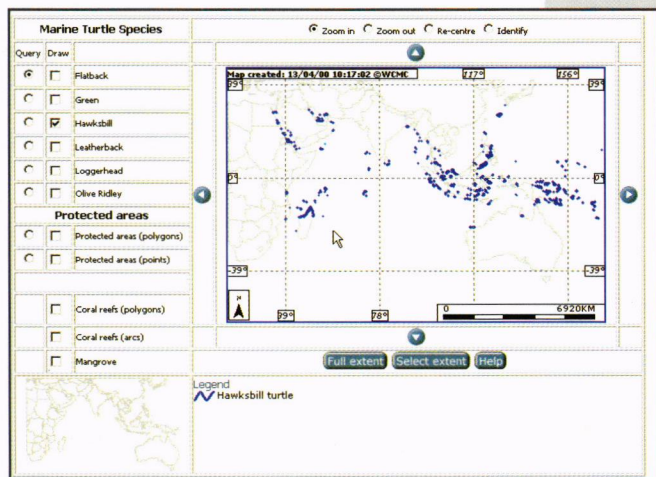 Marine Turtle Species
Zoom in Zoom out Re-centre Identify
Query Draw
Flatback
Green
Hawksbill
Leatherback
Loggerhead
Olive Ridley
Protected areas
Protected areas (polygons)
Protected areas (points)
Coral reefs (polygons)
Coral reefs (arcs)
Mangrove
Map created: 13/04/00 10:17:02 ©WCMC
117° 156°
39° 39°
0° 0°
-39° -39°
N
39° 78°
0 6920KM
Full extent Select extent Help
Legend
Hawksbill turtle